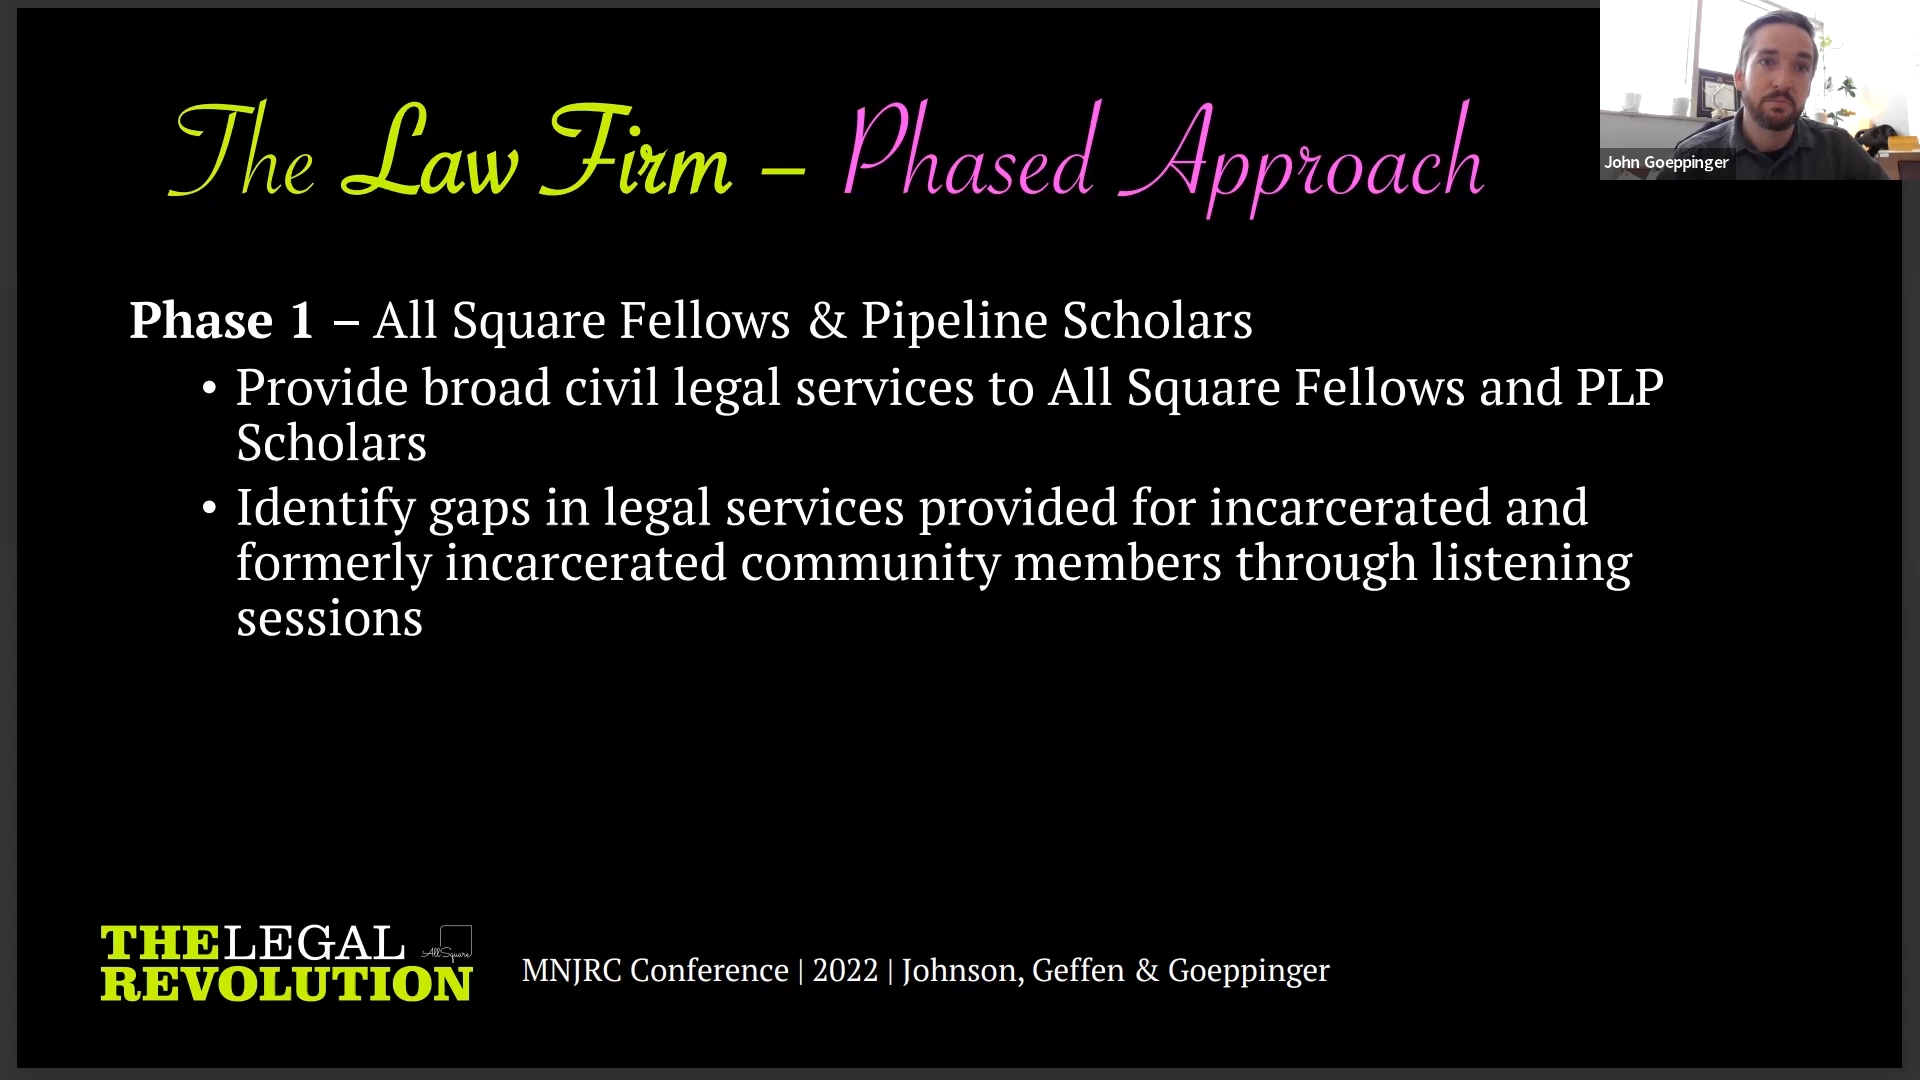 The Law Firm – Phased Approach
John Goeppinger
Phase 1 – All Square Fellows & Pipeline Scholars
• Provide broad civil legal services to All Square Fellows and PLP
Scholars
• Identify gaps in legal services provided for incarcerated and
formerly incarcerated community members through listening
sessions
THE LEGAL
All Square
REVOLUTION
MNJRC Conference | 2022 | Johnson, Geffen & Goeppinger